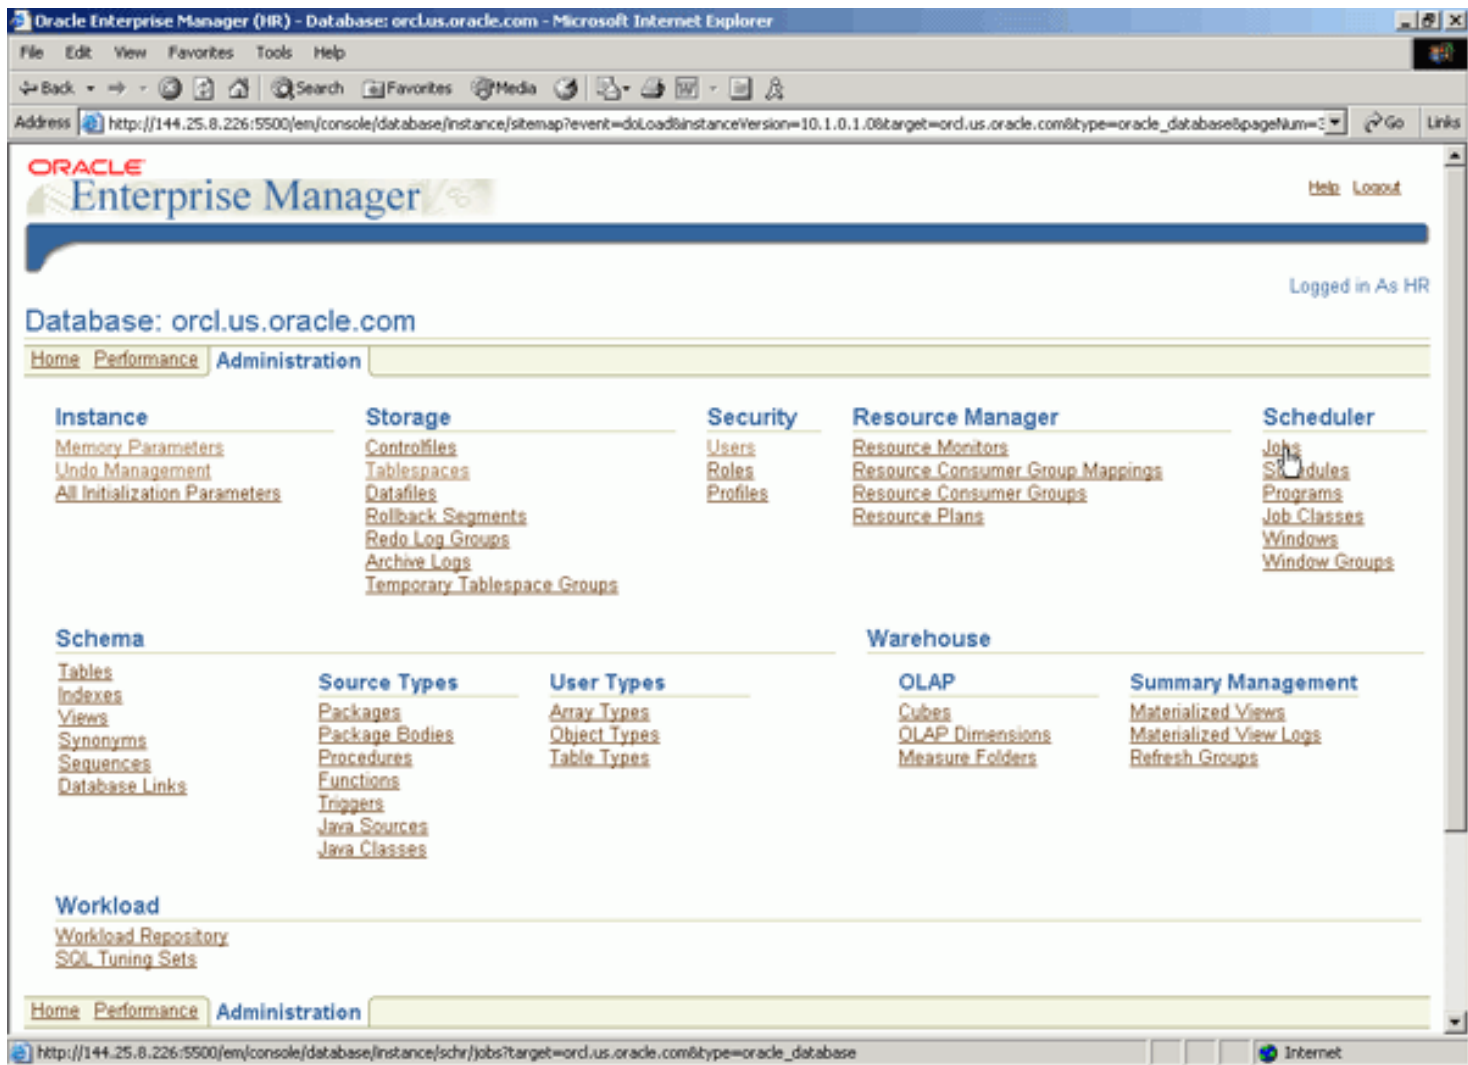 Oracle Enterprise Manager (HR) - Database: orcl.us.oracle.com - Microsoft Internet Explorer
File Edit View Favorites Tools Help
Back Search Favorites Media
Address http://144.25.8.226:5500/em/console/database/instance/sitemap?event=doLoad&instanceVersion=10.1.0.1.0&target=orcl.us.oracle.com&type=oracle_database&pageNum=3 Go Links
ORACLE
Enterprise Manager
Help Logout
Logged in As HR
Database: orcl.us.oracle.com
Home Performance Administration
Instance
Memory Parameters
Undo Management
All Initialization Parameters
Storage
Controlfiles
Tablespaces
Datafiles
Rollback Segments
Redo Log Groups
Archive Logs
Temporary Tablespace Groups
Security
Users
Roles
Profiles
Resource Manager
Resource Monitors
Resource Consumer Group Mappings
Resource Consumer Groups
Resource Plans
Scheduler
Jobs
Schedules
Programs
Job Classes
Windows
Window Groups
Schema
Tables
Indexes
Views
Synonyms
Sequences
Database Links
Source Types
Packages
Package Bodies
Procedures
Functions
Triggers
Java Sources
Java Classes
User Types
Array Types
Object Types
Table Types
Warehouse
OLAP
Cubes
OLAP Dimensions
Measure Folders
Summary Management
Materialized Views
Materialized View Logs
Refresh Groups
Workload
Workload Repository
SQL Tuning Sets
Home Performance Administration
http://144.25.8.226:5500/em/console/database/instance/schr/jobs?target=orcl.us.oracle.com&type=oracle_database Internet